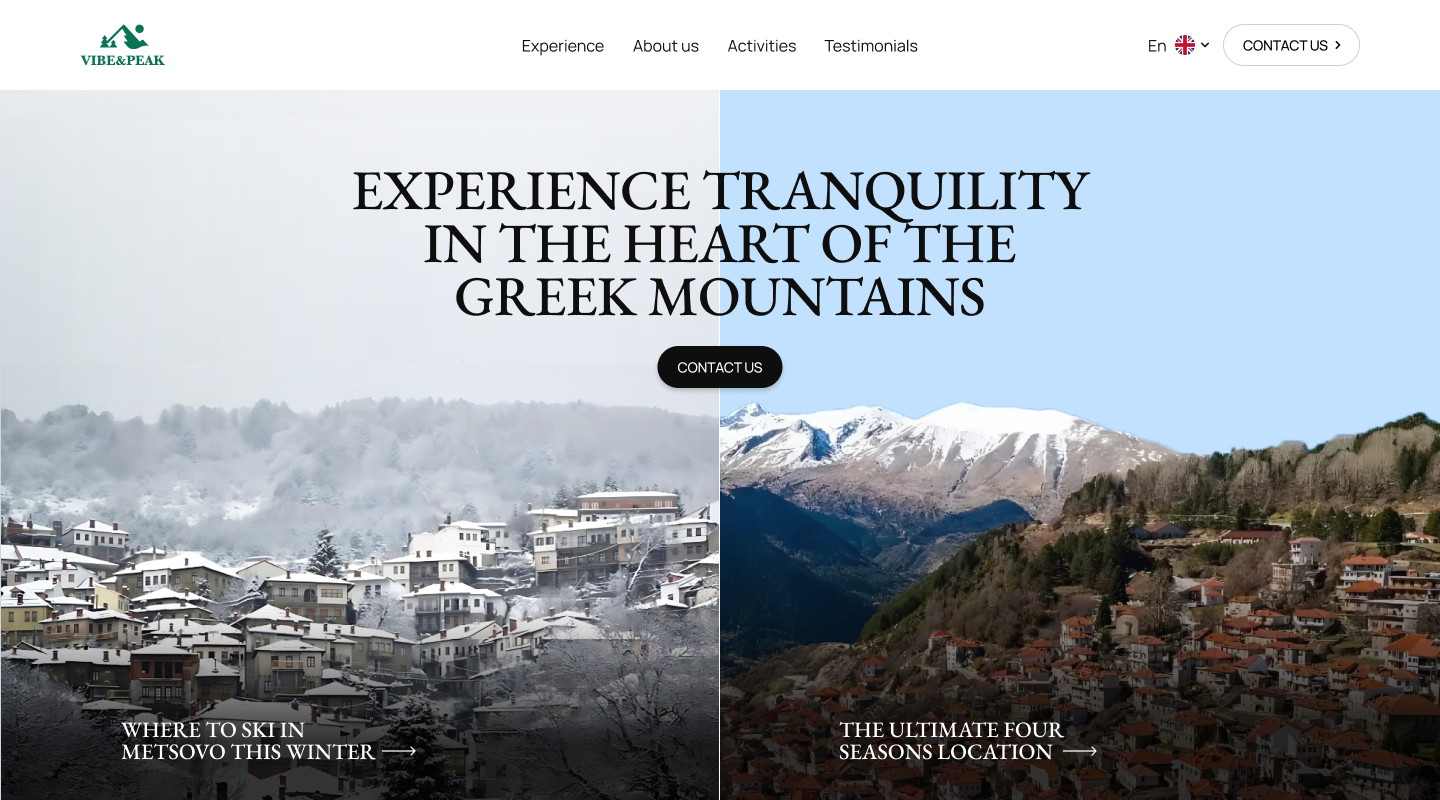 VIBE&PEAK
Experience
About us
Activities
Testimonials
En
CONTACT US
EXPERIENCE TRANQUILITY
IN THE HEART OF THE
GREEK MOUNTAINS
CONTACT US
WHERE TO SKI IN
METSOVO THIS WINTER
THE ULTIMATE FOUR
SEASONS LOCATION